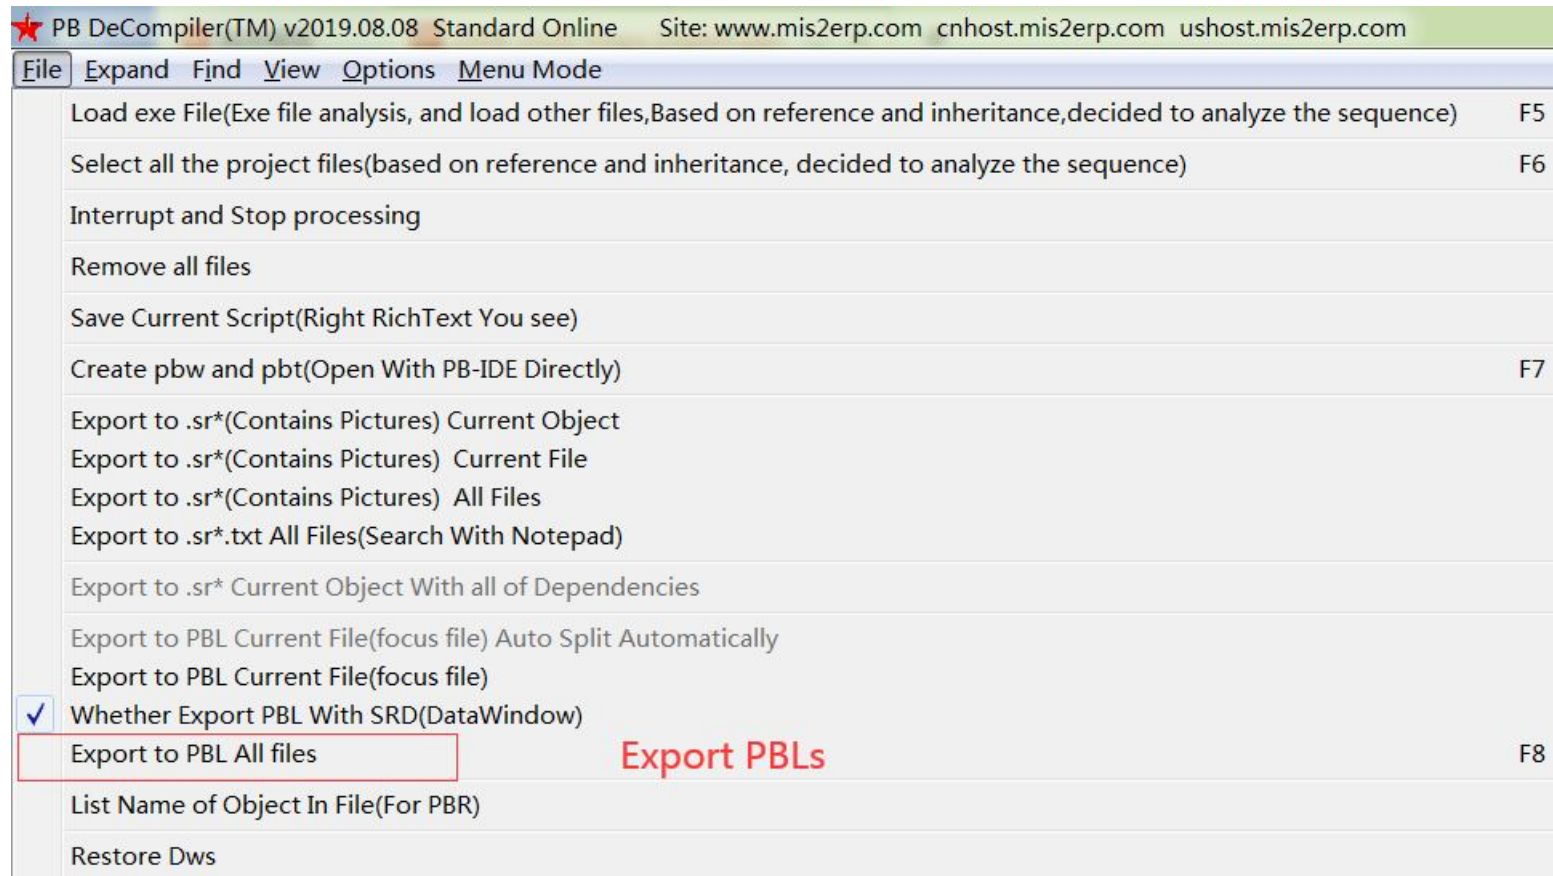 PB DeCompiler(TM) v2019.08.08 Standard Online Site: www.mis2erp.com cnhost.mis2erp.com ushost.mis2erp.com
File Expand Find View Options Menu Mode
Load exe File(Exe file analysis, and load other files,Based on reference and inheritance,decided to analyze the sequence) F5
Select all the project files(based on reference and inheritance, decided to analyze the sequence) F6
Interrupt and Stop processing
Remove all files
Save Current Script(Right RichText You see)
Create pbw and pbt(Open With PB-IDE Directly) F7
Export to .sr*(Contains Pictures) Current Object
Export to .sr*(Contains Pictures) Current File
Export to .sr*(Contains Pictures) All Files
Export to .sr*.txt All Files(Search With Notepad)
Export to .sr* Current Object With all of Dependencies
Export to PBL Current File(focus file) Auto Split Automatically
Export to PBL Current File(focus file)
Whether Export PBL With SRD(DataWindow)
Export to PBL All files Export PBLs F8
List Name of Object In File(For PBR)
Restore Dws